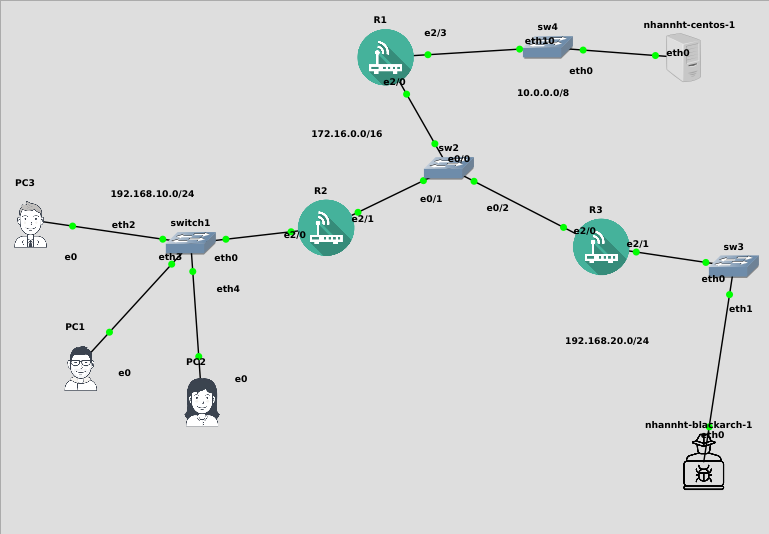 R1
e2/3
sw4
nhannht-centos-1
eth10
eth0
eth0
e2/0
10.0.0.0/8
172.16.0.0/16
sw2
e0/0
PC3
192.168.10.0/24
R2
e0/1
e0/2
R3
eth2
switch1
e2/1
e2/0
e2/0
e2/1
sw3
e0
eth3
eth0
eth0
eth4
eth1
PC1
192.168.20.0/24
PC2
e0
e0
nhannht-blackarch-1
eth0